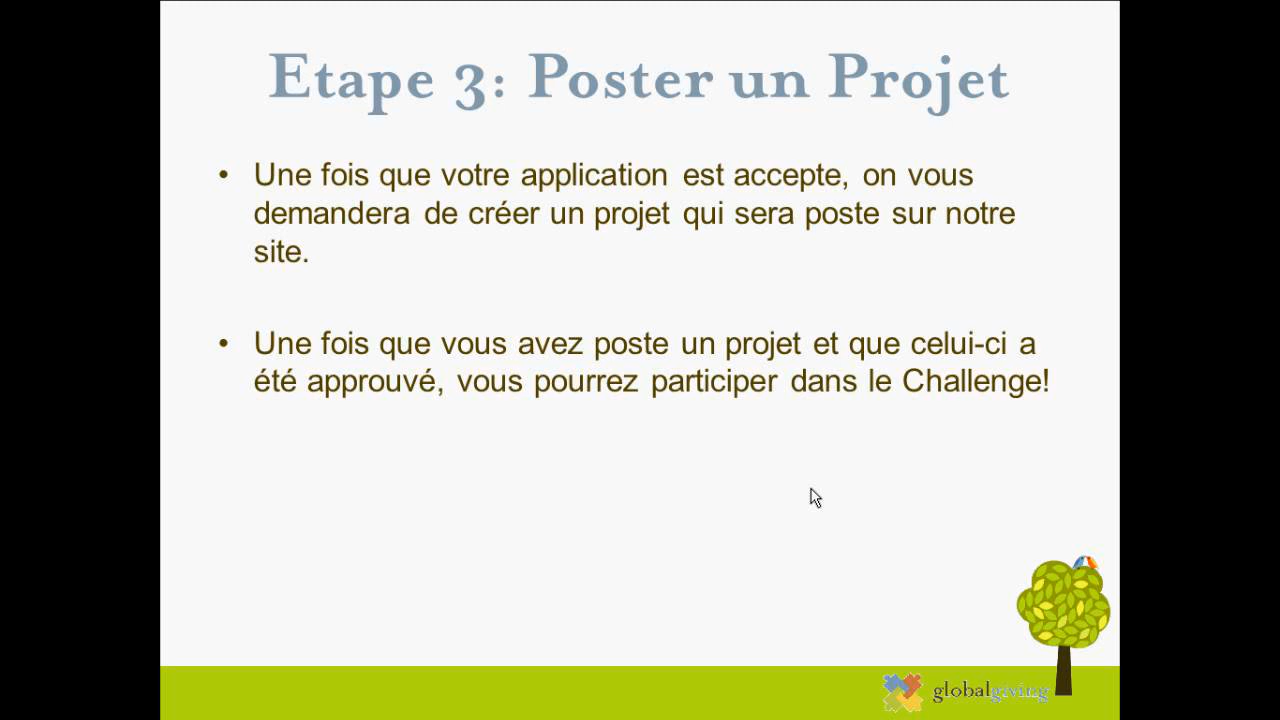 Etape 3: Poster un Projet
• Une fois que votre application est accepte, on vous
demandera de créer un projet qui sera poste sur notre
site.
• Une fois que vous avez poste un projet et que celui-ci a
été approuvé, vous pourrez participer dans le Challenge!
globalgiving